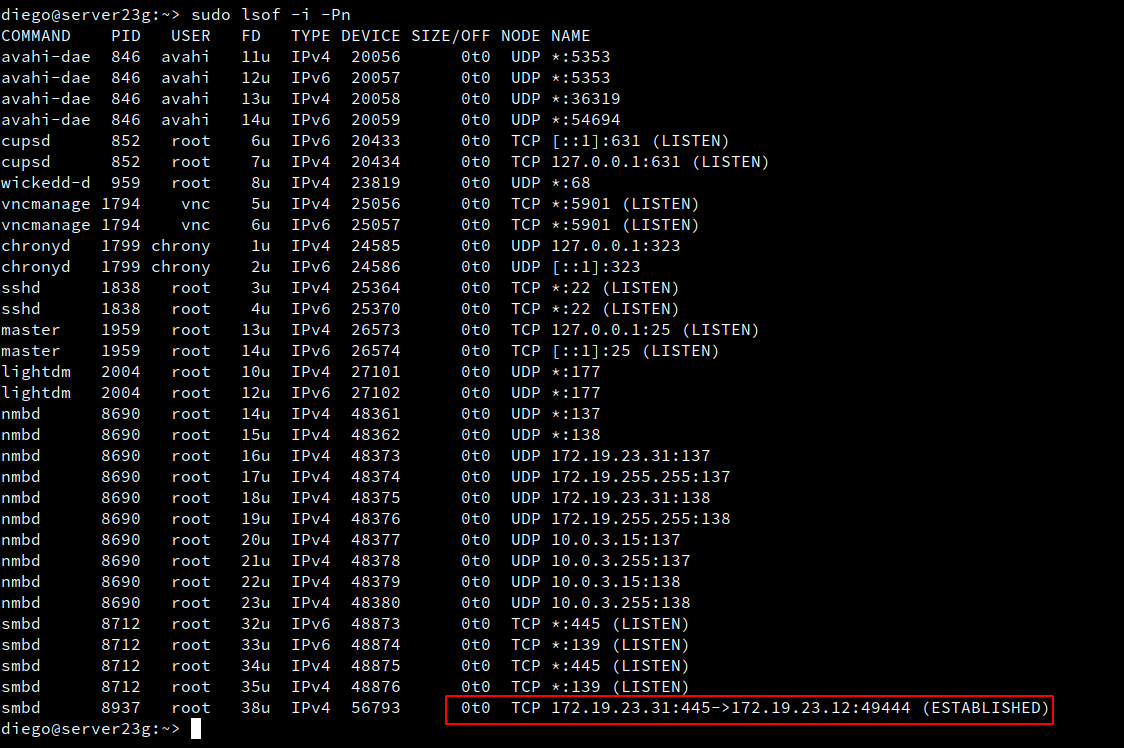 diego@server23g:~> sudo lsof -i -Pn
COMMAND    PID   USER   FD   TYPE DEVICE SIZE/OFF NODE NAME
avahi-dae  846  avahi   11u  IPv4  20056      0t0  UDP *:5353
avahi-dae  846  avahi   12u  IPv6  20057      0t0  UDP *:5353
avahi-dae  846  avahi   13u  IPv4  20058      0t0  UDP *:36319
avahi-dae  846  avahi   14u  IPv6  20059      0t0  UDP *:54694
cupsd      852   root    6u  IPv6  20433      0t0  TCP [::1]:631 (LISTEN)
cupsd      852   root    7u  IPv4  20434      0t0  TCP 127.0.0.1:631 (LISTEN)
wickedd-d  959   root    8u  IPv4  23819      0t0  UDP *:68
vncmanage 1794    vnc    5u  IPv4  25056      0t0  TCP *:5901 (LISTEN)
vncmanage 1794    vnc    6u  IPv6  25057      0t0  TCP *:5901 (LISTEN)
chronyd   1799 chrony    1u  IPv4  24585      0t0  UDP 127.0.0.1:323
chronyd   1799 chrony    2u  IPv6  24586      0t0  UDP [::1]:323
sshd      1838   root    3u  IPv4  25364      0t0  TCP *:22 (LISTEN)
sshd      1838   root    4u  IPv6  25370      0t0  TCP *:22 (LISTEN)
master    1959   root   13u  IPv4  26573      0t0  TCP 127.0.0.1:25 (LISTEN)
master    1959   root   14u  IPv6  26574      0t0  TCP [::1]:25 (LISTEN)
lightdm   2004   root   10u  IPv4  27101      0t0  UDP *:177
lightdm   2004   root   12u  IPv6  27102      0t0  UDP *:177
nmbd      8690   root   14u  IPv4  48361      0t0  UDP *:137
nmbd      8690   root   15u  IPv4  48362      0t0  UDP *:138
nmbd      8690   root   16u  IPv4  48373      0t0  UDP 172.19.23.31:137
nmbd      8690   root   17u  IPv4  48374      0t0  UDP 172.19.255.255:137
nmbd      8690   root   18u  IPv4  48375      0t0  UDP 172.19.23.31:138
nmbd      8690   root   19u  IPv4  48376      0t0  UDP 172.19.255.255:138
nmbd      8690   root   20u  IPv4  48377      0t0  UDP 10.0.3.15:137
nmbd      8690   root   21u  IPv4  48378      0t0  UDP 10.0.3.255:137
nmbd      8690   root   22u  IPv4  48379      0t0  UDP 10.0.3.15:138
nmbd      8690   root   23u  IPv4  48380      0t0  UDP 10.0.3.255:138
smbd      8712   root   32u  IPv6  48873      0t0  TCP *:445 (LISTEN)
smbd      8712   root   33u  IPv6  48874      0t0  TCP *:139 (LISTEN)
smbd      8712   root   34u  IPv4  48875      0t0  TCP *:445 (LISTEN)
smbd      8712   root   35u  IPv4  48876      0t0  TCP *:139 (LISTEN)
smbd      8937   root   38u  IPv4  56793      0t0  TCP 172.19.23.31:445->172.19.23.12:49444 (ESTABLISHED)
diego@server23g:~>